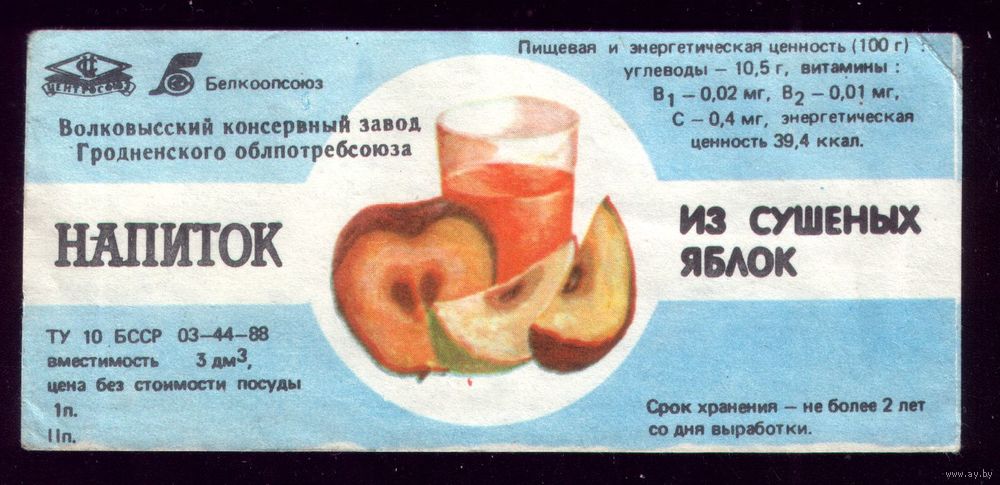 ЦЕНТРОСОЮЗ
Белкоопсоюз
Волковысский консервный завод
Гродненского облпотребсоюза
НАПИТОК
ТУ 10 БССР 03—44—88
вместимость 3 дм³,
цена без стоимости посуды
Iп.
IIп.
Пищевая и энергетическая ценность (100 г) :
углеводы — 10,5 г, витамины :
В₁ — 0,02 мг, В₂ — 0,01 мг,
С — 0,4 мг, энергетическая
ценность 39,4 ккал.
ИЗ СУШЕНЫХ
ЯБЛОК
Срок хранения — не более 2 лет
со дня выработки.
www.ay.by